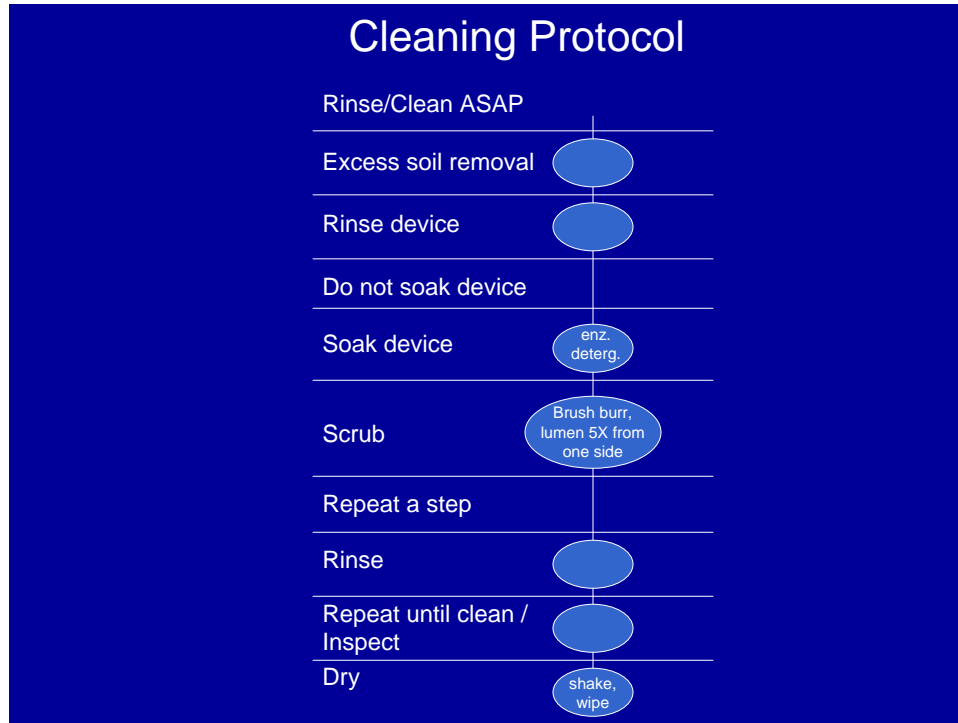 Cleaning Protocol
Rinse/Clean ASAP
Excess soil removal
Rinse device
Do not soak device
Soak device
enz.
deterg.
Scrub
Brush burr,
lumen 5X from
one side
Repeat a step
Rinse
Repeat until clean /
Inspect
Dry
shake,
wipe